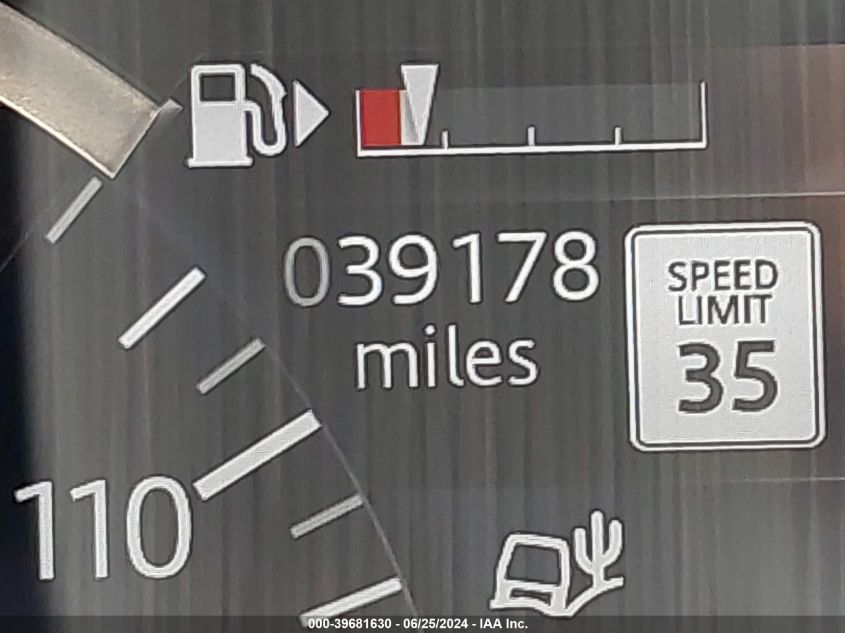 039178
miles
SPEED
LIMIT
35
110
000-39681630 - 06/25/2024 - IAA Inc.